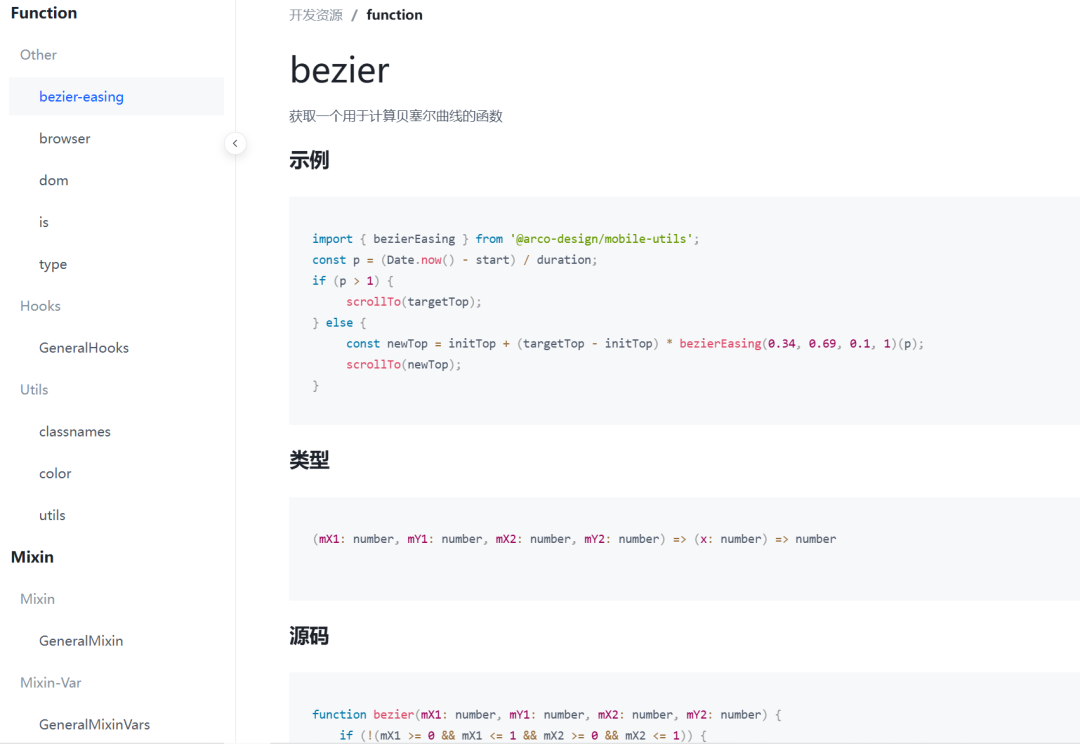 Function
Other
bezier-easing
browser
dom
is
type
Hooks
GeneralHooks
Utils
classnames
color
utils
Mixin
Mixin
GeneralMixin
Mixin-Var
GeneralMixinVars
开发资源 / function
bezier
获取一个用于计算贝塞尔曲线的函数
示例
import { bezierEasing } from '@arco-design/mobile-utils';
const p = (Date.now() - start) / duration;
if (p > 1) {
scrollTo(targetTop);
} else {
const newTop = initTop + (targetTop - initTop) * bezierEasing(0.34, 0.69, 0.1, 1)(p);
scrollTo(newTop);
}
类型
(mX1: number, mY1: number, mX2: number, mY2: number) => (x: number) => number
源码
function bezier(mX1: number, mY1: number, mX2: number, mY2: number) {
if (!(mX1 >= 0 && mX1 <= 1 && mX2 >= 0 && mX2 <= 1)) {